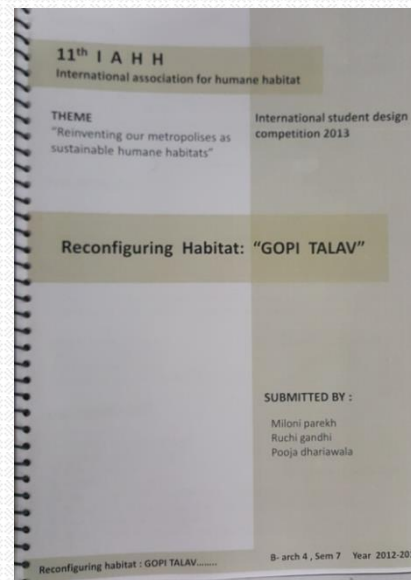 11th I A H H
International association for humane habitat
THEME
"Reinventing our metropolises as
sustainable humane habitats"
International student design
competition 2013
Reconfiguring Habitat: "GOPI TALAV"
SUBMITTED BY :
Miloni parekh
Ruchi gandhi
Pooja dhariawala
B- arch 4 , Sem 7 Year 2012-201
Reconfiguring habitat : GOPI TALAV........